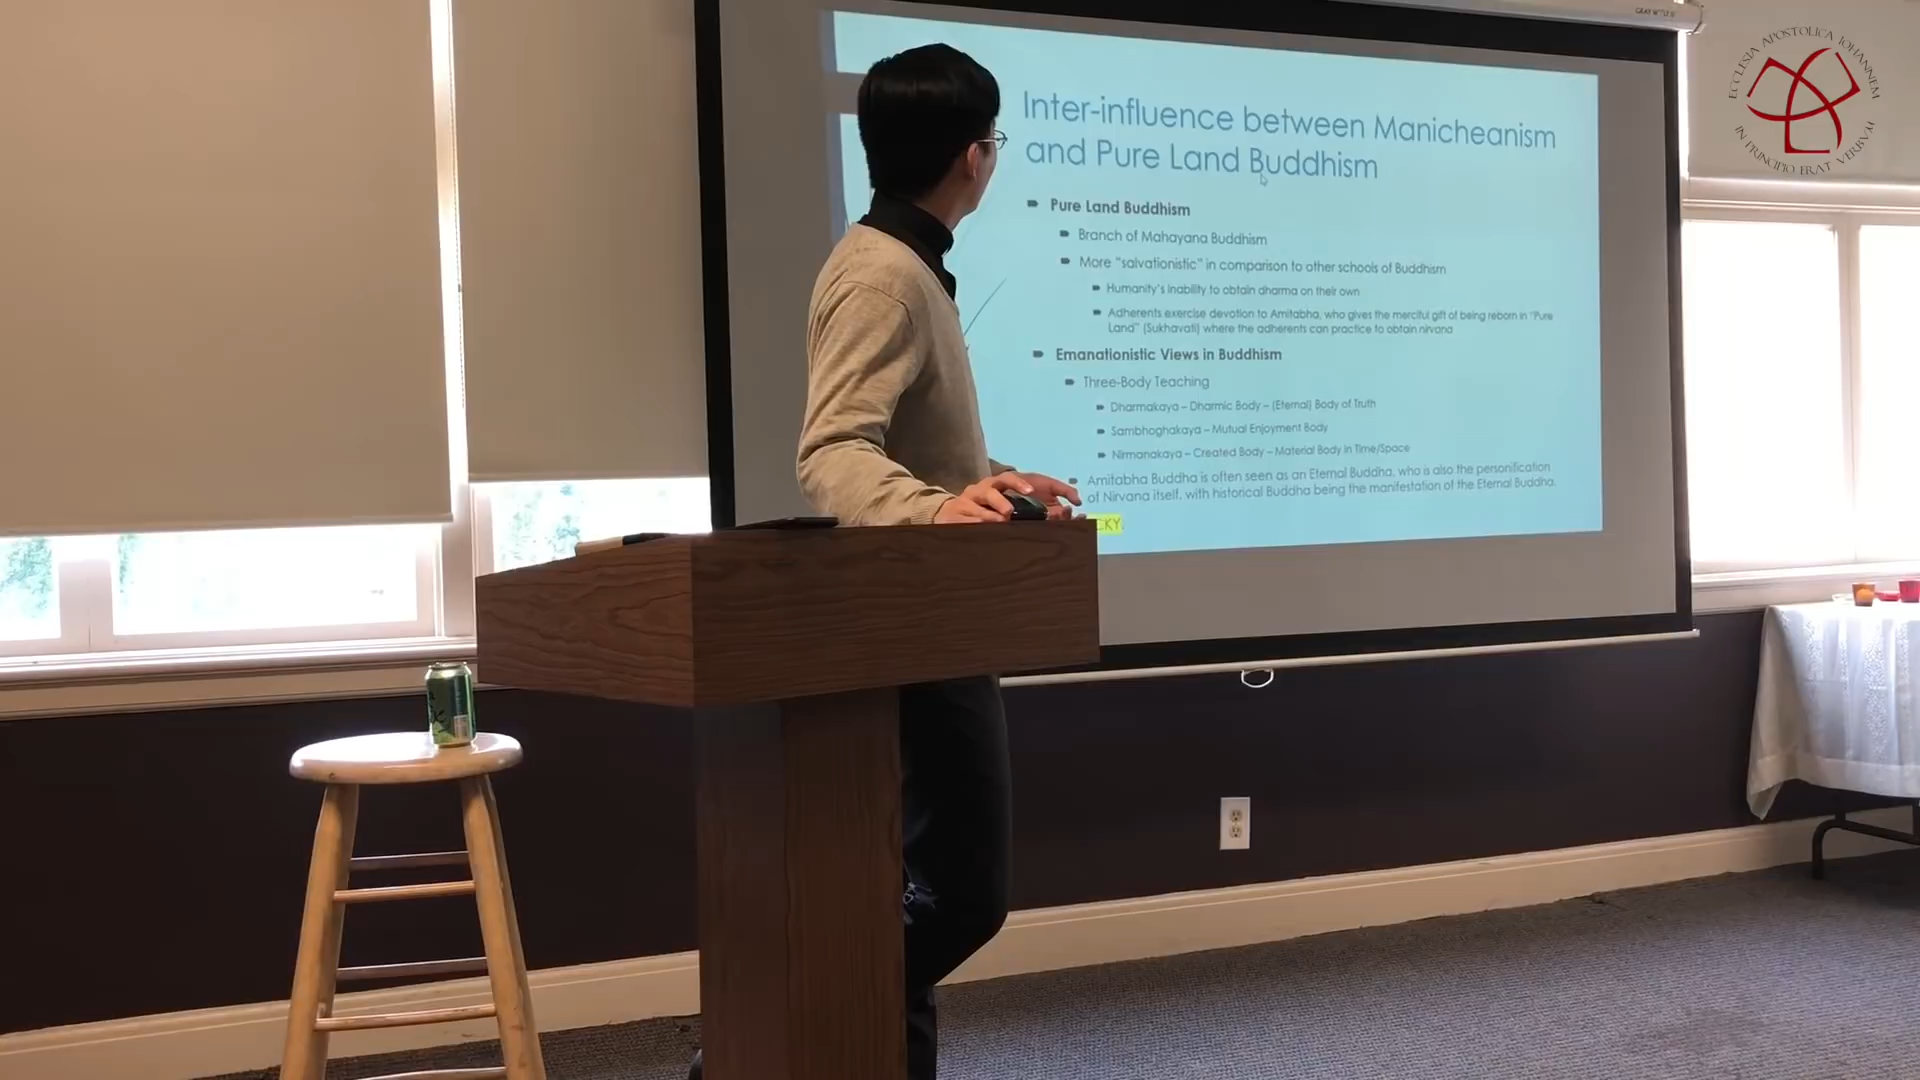 Inter-influence between Manicheanism
and Pure Land Buddhism
Pure Land Buddhism
Branch of Mahayana Buddhism
More "salvationistic" in comparison to other schools of Buddhism
Humanity's inability to obtain dharma on their own
Adherents exercise devotion to Amitabha, who gives the merciful gift of being reborn in "Pure
Land" (Sukhavati) where the adherents can practice to obtain nirvana
Emanationistic Views in Buddhism
Three-Body Teaching
Dharmakaya – Dharmic Body – (Eternal) Body of Truth
Sambhoghakaya – Mutual Enjoyment Body
Nirmanakaya – Created Body – Material Body in Time/Space
Amitabha Buddha is often seen as an Eternal Buddha, who is also the personification
of Nirvana itself, with historical Buddha being the manifestation of the Eternal Buddha.
CKY.
ECCLESIA APOSTOLICA IOHANNEM
IN PRINCIPIO ERAT VERBVM